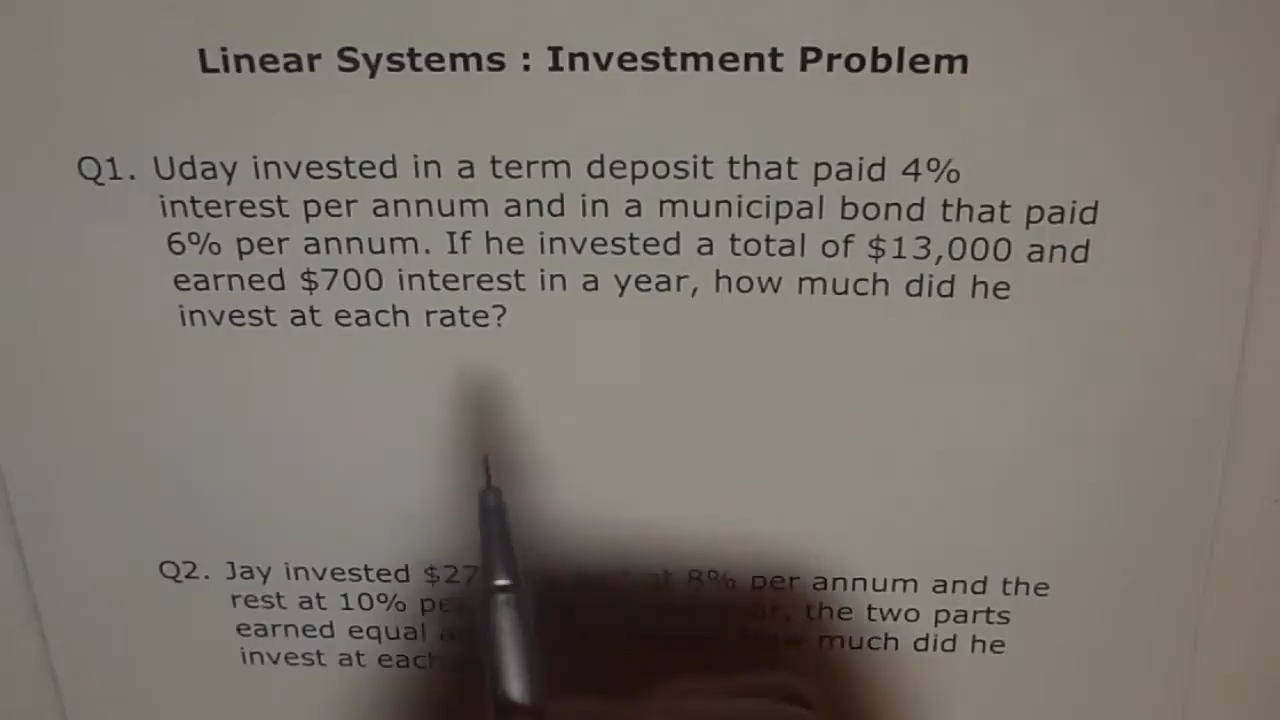 Linear Systems : Investment Problem
Q1. Uday invested in a term deposit that paid 4%
interest per annum and in a municipal bond that paid
6% per annum. If he invested a total of $13,000 and
earned $700 interest in a year, how much did he
invest at each rate?
Q2. Jay invested $27 at 8% per annum and the
rest at 10% the two parts
earned equal much did he
invest at each